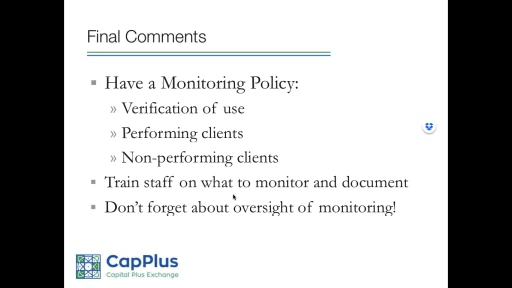 Final Comments
▪ Have a Monitoring Policy:
» Verification of use
» Performing clients
» Non-performing clients
▪ Train staff on what to monitor and document
▪ Don't forget about oversight of monitoring!
CapPlus
Capital Plus Exchange